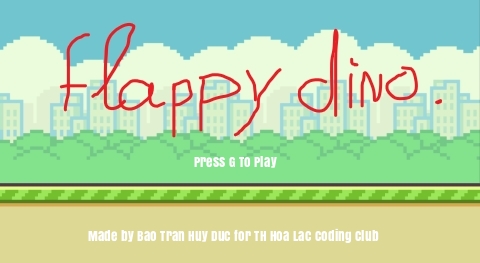 flappy dino.
Press G To Play
Made by Bao Tran Huy Duc for TH Hoa Lac Coding Club